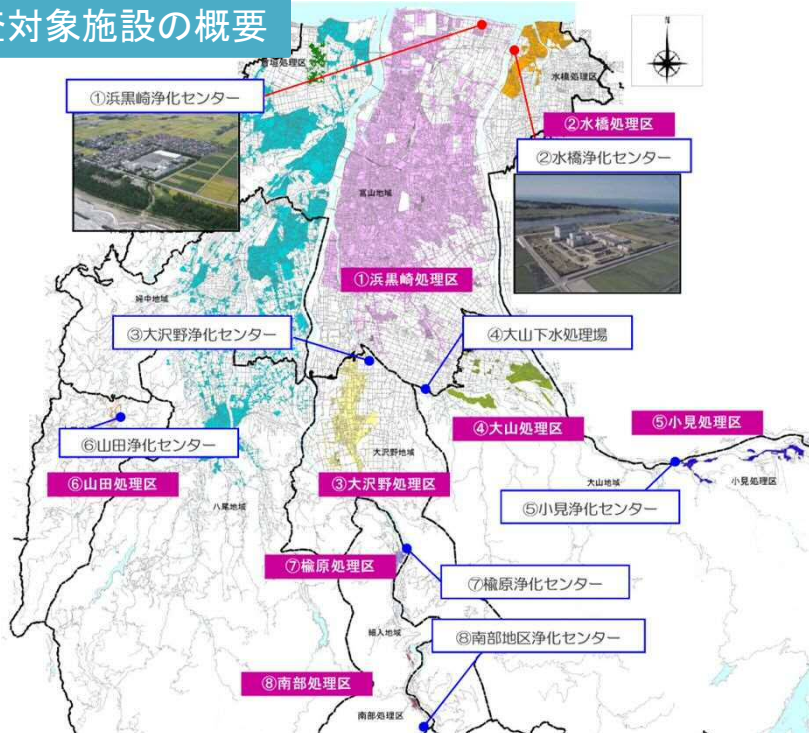 対象施設の概要
N
水橋処理区
①浜黒崎浄化センター
②水橋処理区
②水橋浄化センター
富山地域
①浜黒崎処理区
婦中地域
③大沢野浄化センター
④大山下水処理場
⑤小見処理区
④大山処理区
⑥山田浄化センター
大沢野地域
⑥山田処理区
③大沢野処理区
大山地域
小見処理区
⑤小見浄化センター
八尾地域
⑦楡原処理区
⑦楡原浄化センター
細入地域
⑧南部地区浄化センター
⑧南部処理区
南部処理区